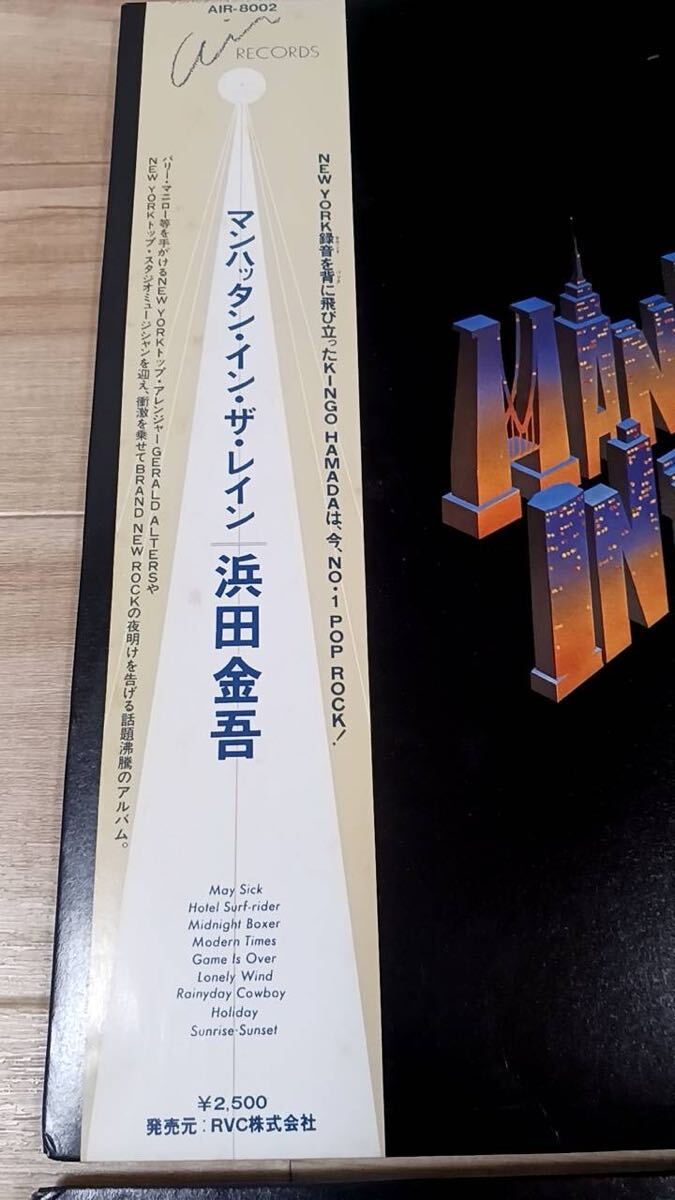 AIR-8002
air RECORDS
NEW YORK録音を背に飛び立ったKINGO HAMADAは、今、NO・1 POP ROCK!
マンハッタン・イン・ザ・レイン
浜田金吾
バリー・マニロー等を手がけるNEW YORKトップ・アレンジャーGERALD ALTERSや
NEW YORKトップ・スタジオミュージシャンを迎え、衝激を乗せてBRAND NEW ROCKの夜明けを告げる話題沸騰のアルバム。
May Sick
Hotel Surf-rider
Midnight Boxer
Modern Times
Game Is Over
Lonely Wind
Rainyday Cowboy
Holiday
Sunrise-Sunset
¥2,500
発売元:RVC株式会社
MAN
IN